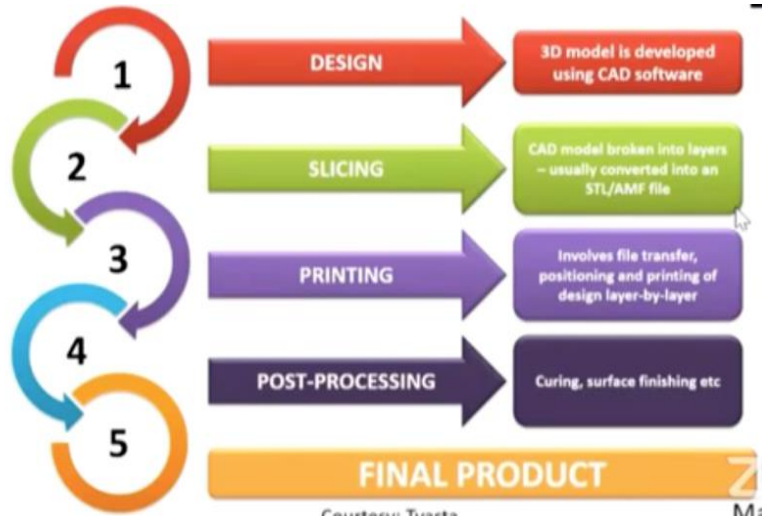 1
DESIGN
3D model is developed
using CAD software
2
SLICING
CAD model broken into layers
– usually converted into an
STL/AMF file
3
PRINTING
Involves file transfer,
positioning and printing of
design layer-by-layer
4
POST-PROCESSING
Curing, surface finishing etc
5
FINAL PRODUCT
Courtesy: Tvasta